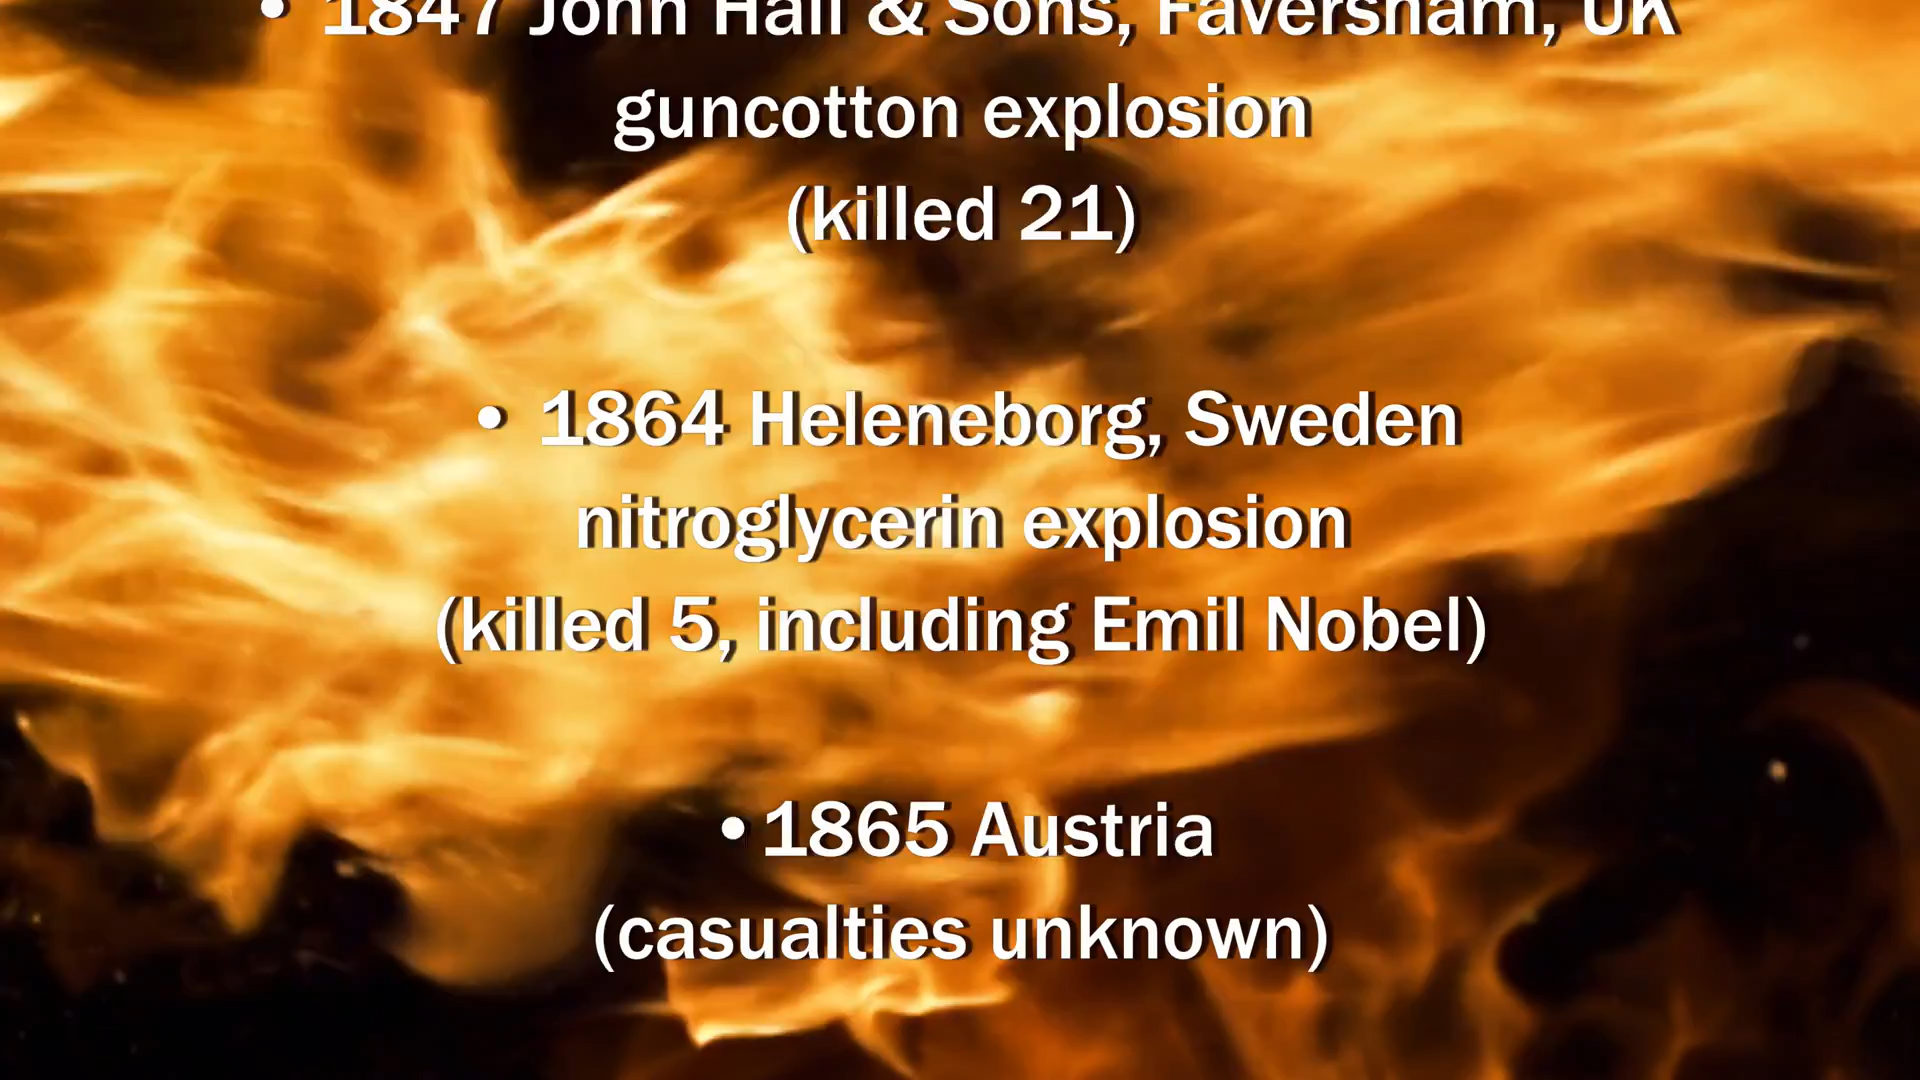 • 1847 John Hall & Sons, Faversham, UK
guncotton explosion
(killed 21)
• 1864 Heleneborg, Sweden
nitroglycerin explosion
(killed 5, including Emil Nobel)
•1865 Austria
(casualties unknown)